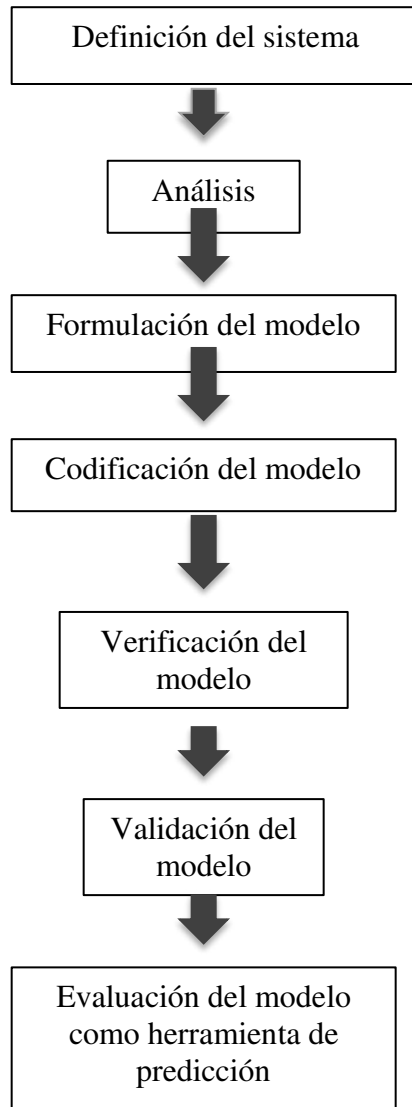 Definición del sistema
Análisis
Formulación del modelo
Codificación del modelo
Verificación del
modelo
Validación del
modelo
Evaluación del modelo
como herramienta de
predicción